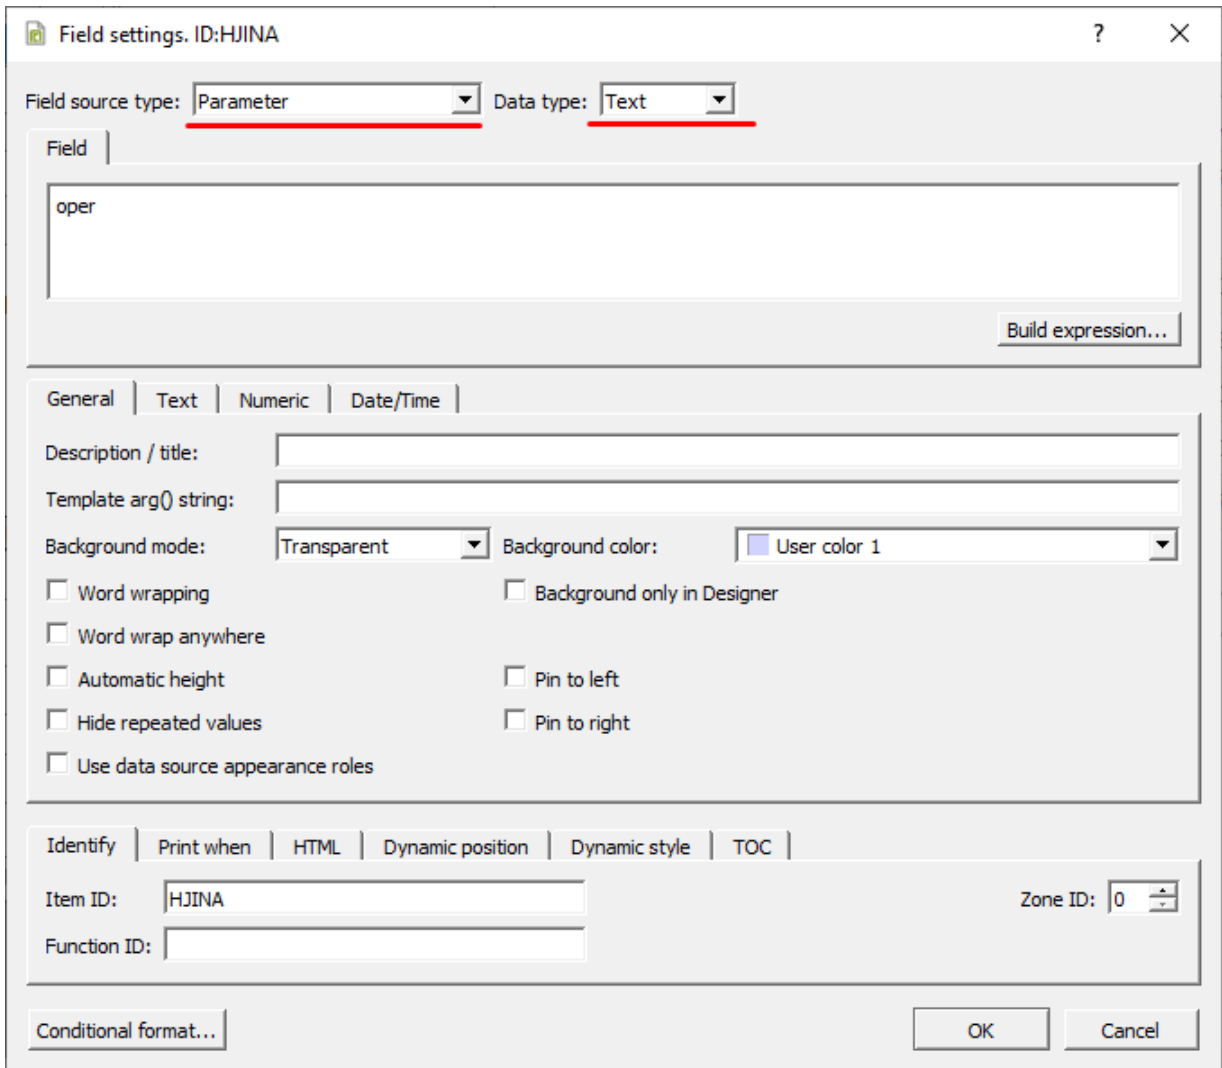 Field settings. ID:HJINA ?
Field source type: Parameter Data type: Text
Field
oper
Build expression...
General Text Numeric Date/Time
Description / title:
Template arg() string:
Background mode: Transparent Background color: User color 1
Word wrapping Background only in Designer
Word wrap anywhere
Automatic height Pin to left
Hide repeated values Pin to right
Use data source appearance roles
Identify Print when HTML Dynamic position Dynamic style TOC
Item ID: HJINA Zone ID: 0
Function ID:
Conditional format... OK Cancel